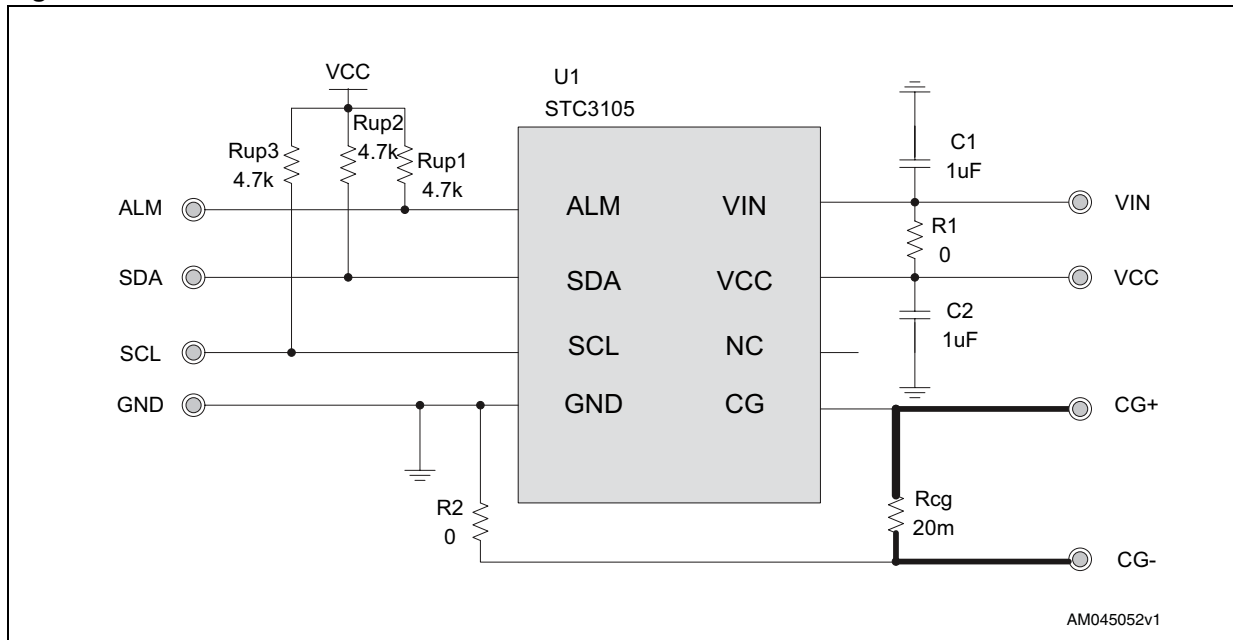 VCC
Rup3
4.7k
Rup2
4.7k
Rup1
4.7k
U1
STC3105
ALM
SDA
SCL
GND
ALM
SDA
SCL
GND
VIN
VCC
NC
CG
C1
1uF
R1
0
C2
1uF
VIN
VCC
CG+
CG-
R2
0
Rcg
20m
AM045052v1